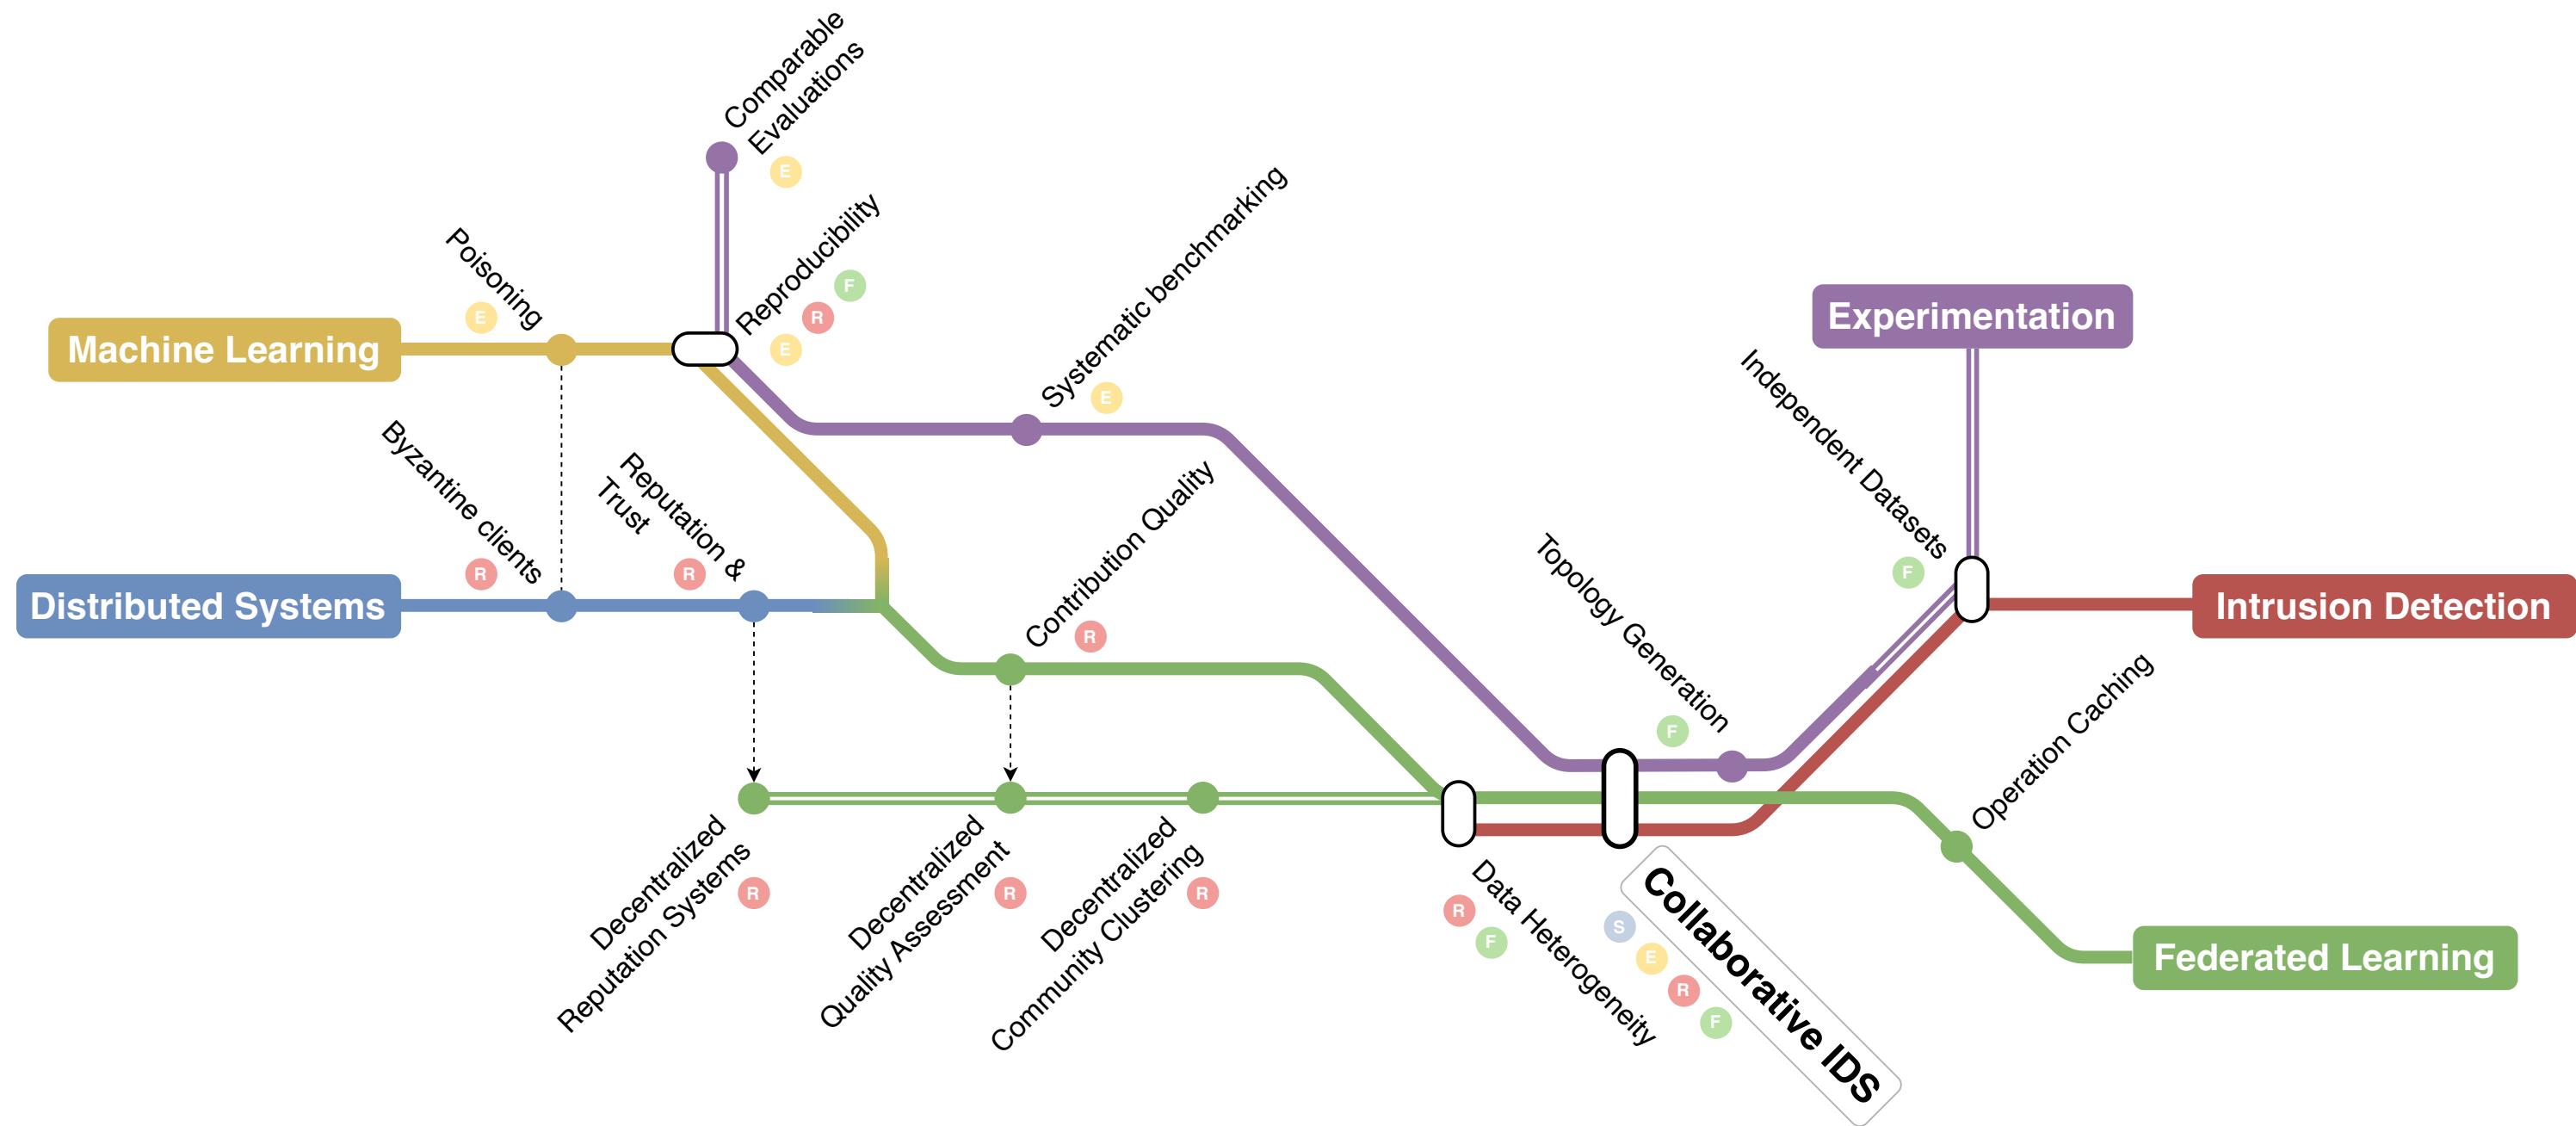 Comparable
Evaluations
E
Poisoning
E
Reproducibility
F
R
E
Machine Learning
Systematic benchmarking
E
Experimentation
Independent Datasets
F
Byzantine clients
R
Reputation &
Trust
R
Distributed Systems
Contribution Quality
R
Topology Generation
F
Intrusion Detection
Operation Caching
Decentralized
Reputation Systems
R
Decentralized
Quality Assessment
R
Decentralized
Community Clustering
R
Data Heterogeneity
R
F
Collaborative IDS
S
E
R
F
Federated Learning